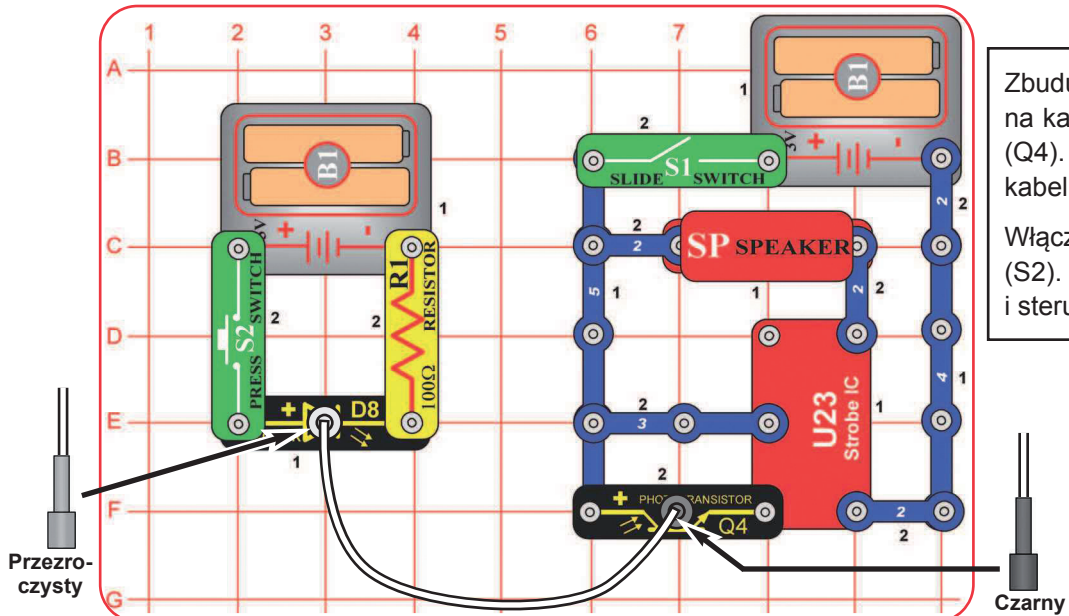 1 2 3 4 5 6 7
A
B
C
D
E
F
G
B1
3V + -
1
S2
PRESS SWITCH
2
R1
RESISTOR
100Ω
2
+ D8
1
B1
3V + -
1
2
SLIDE S1 SWITCH
2
2
2
2
SP SPEAKER
5
1
1
2
2
U23
Strobe IC
1
4
1
2
3
2
+ PHOTOTRANSISTOR
Q4
2
2
Przezro-
czysty
Czarny
Zbudu
na ka
(Q4).
kabel
Włącz
(S2).
i steru